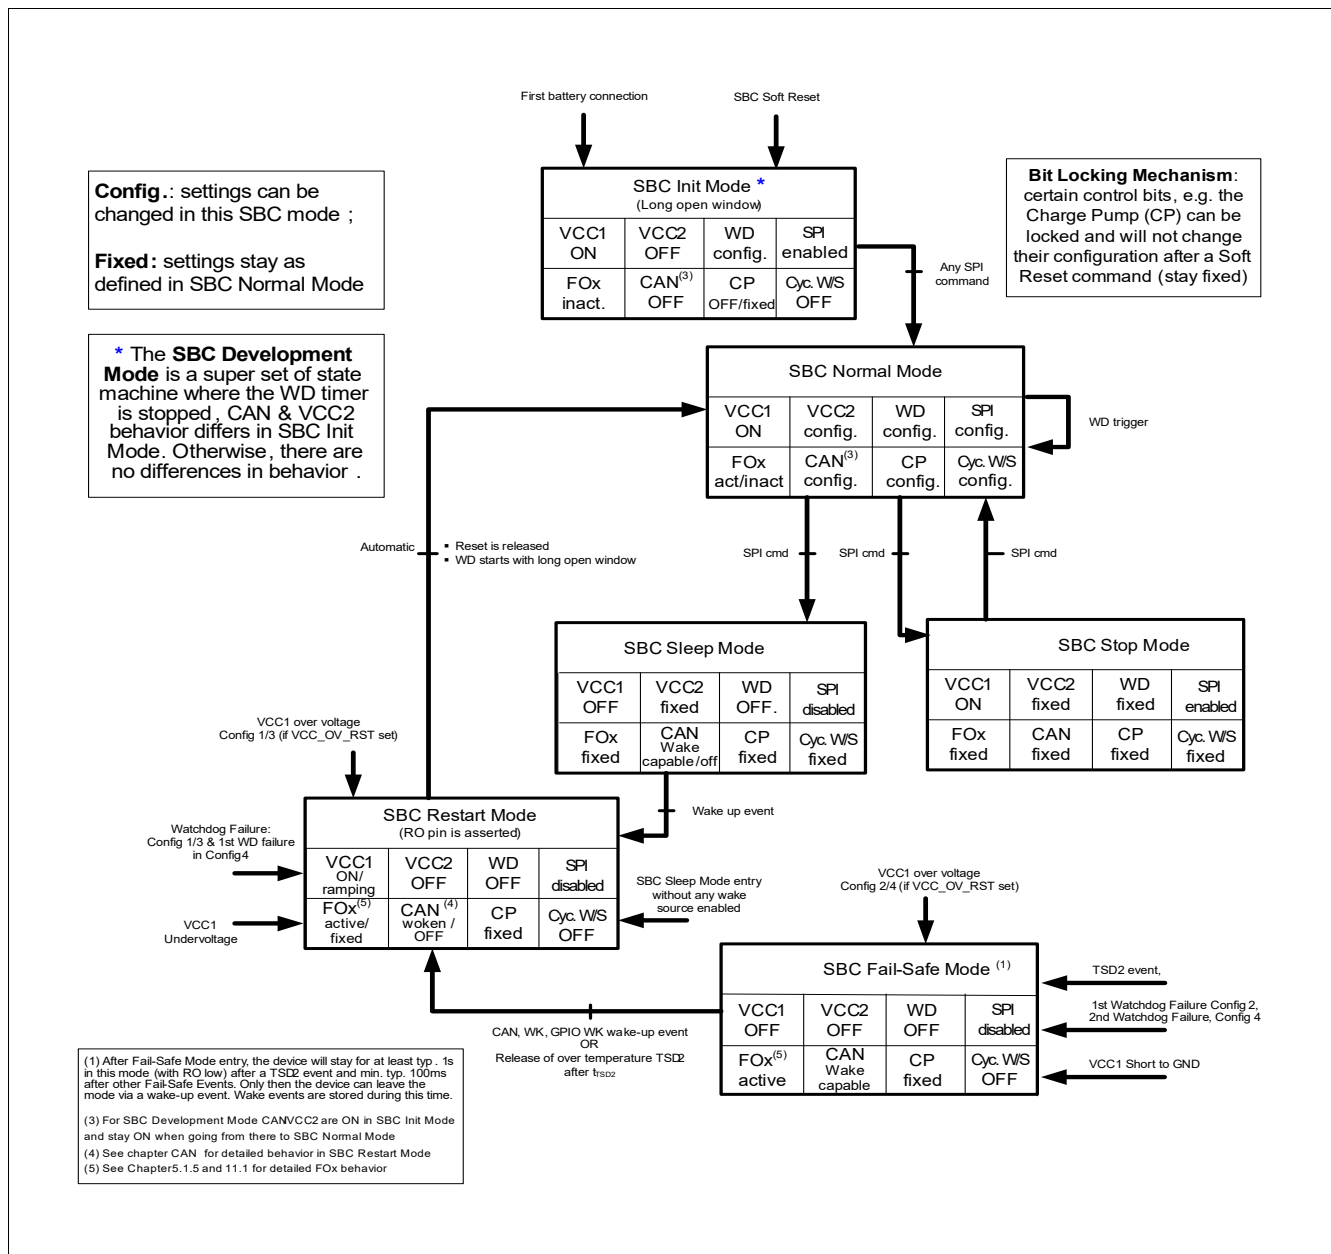 First battery connection
SBC Soft Reset
Config.: settings can be
changed in this SBC mode ;
Fixed: settings stay as
defined in SBC Normal Mode
SBC Init Mode *
(Long open window)
VCC1
ON
VCC2
OFF
WD
config.
SPI
enabled
FOx
inact.
CAN(3)
OFF
CP
OFF/fixed
Cyc. W/S
OFF
Bit Locking Mechanism:
certain control bits, e.g. the
Charge Pump (CP) can be
locked and will not change
their configuration after a Soft
Reset command (stay fixed)
Any SPI
command
* The SBC Development
Mode is a super set of state
machine where the WD timer
is stopped, CAN & VCC2
behavior differs in SBC Init
Mode. Otherwise, there are
no differences in behavior .
SBC Normal Mode
VCC1
ON
VCC2
config.
WD
config.
SPI
config.
FOx
act/inact
CAN(3)
config.
CP
config.
Cyc. W/S
config.
WD trigger
Automatic
▪ Reset is released
▪ WD starts with long open window
SPI cmd
SPI cmd
SPI cmd
SBC Sleep Mode
VCC1
OFF
VCC2
fixed
WD
OFF.
SPI
disabled
FOx
fixed
CAN
Wake
capable/off
CP
fixed
Cyc. W/S
fixed
SBC Stop Mode
VCC1
ON
VCC2
fixed
WD
fixed
SPI
enabled
FOx
fixed
CAN
fixed
CP
fixed
Cyc. W/S
fixed
VCC1 over voltage
Config 1/3 (if VCC_OV_RST set)
Wake up event
Watchdog Failure:
Config 1/3 & 1st WD failure
in Config4
VCC1
Undervoltage
SBC Restart Mode
(RO pin is asserted)
VCC1
ON/
ramping
VCC2
OFF
WD
OFF
SPI
disabled
FOx(5)
active/
fixed
CAN(4)
woken /
OFF
CP
fixed
Cyc. W/S
OFF
SBC Sleep Mode entry
without any wake
source enabled
VCC1 over voltage
Config 2/4 (if VCC_OV_RST set)
SBC Fail-Safe Mode (1)
VCC1
OFF
VCC2
OFF
WD
OFF
SPI
disabled
FOx(5)
active
CAN
Wake
capable
CP
fixed
Cyc. W/S
OFF
TSD2 event,
1st Watchdog Failure Config 2,
2nd Watchdog Failure, Config 4
VCC1 Short to GND
CAN, WK, GPIO WK wake-up event
OR
Release of over temperature TSD2
after tTSD2
(1) After Fail-Safe Mode entry, the device will stay for at least typ. 1s
in this mode (with RO low) after a TSD2 event and min. typ. 100ms
after other Fail-Safe Events. Only then the device can leave the
mode via a wake-up event. Wake events are stored during this time.
(3) For SBC Development Mode CAN/VCC2 are ON in SBC Init Mode
and stay ON when going from there to SBC Normal Mode
(4) See chapter CAN for detailed behavior in SBC Restart Mode
(5) See Chapter5.1.5 and 11.1 for detailed FOx behavior